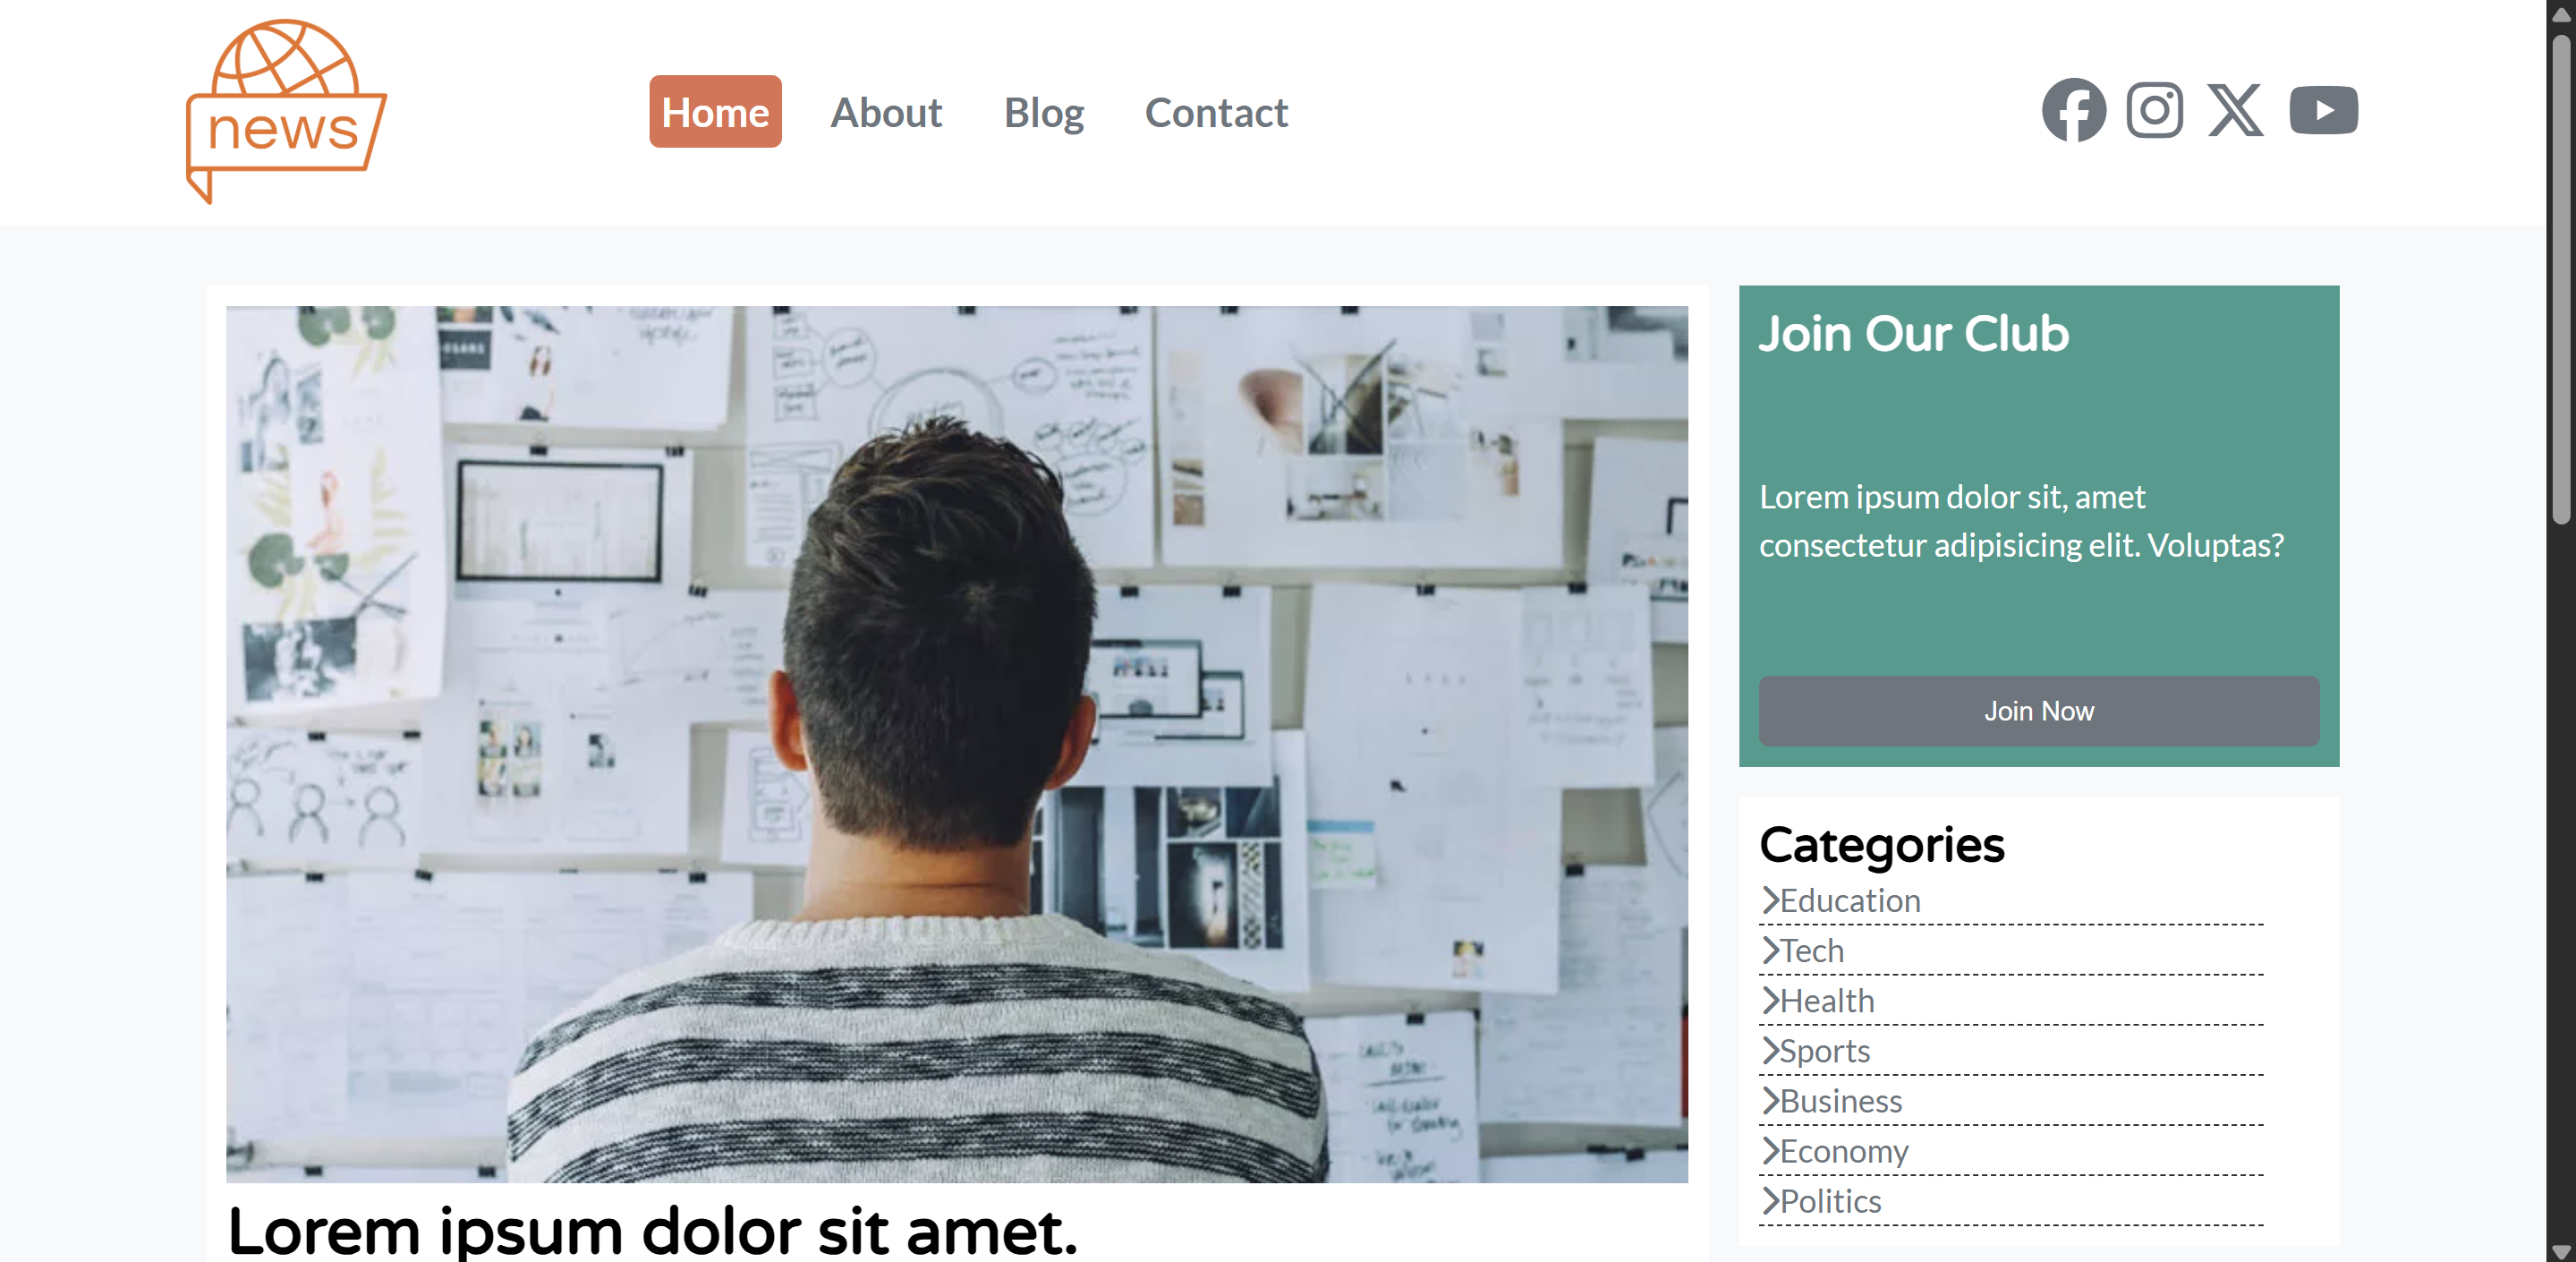 news
Home
About
Blog
Contact
Join Our Club
Lorem ipsum dolor sit, amet
consectetur adipisicing elit. Voluptas?
Join Now
Categories
Education
Tech
Health
Sports
Business
Economy
Politics
Lorem ipsum dolor sit amet.